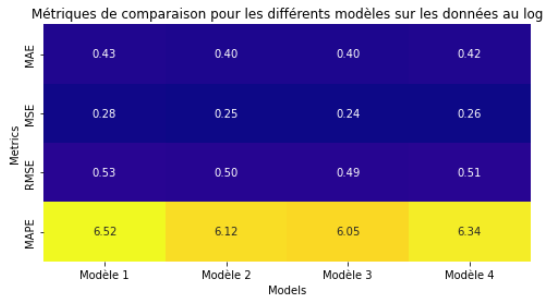 Métriques de comparaison pour les différents modèles sur les données au log
MAE 0.43 0.40 0.40 0.42
MSE 0.28 0.25 0.24 0.26
RMSE 0.53 0.50 0.49 0.51
MAPE 6.52 6.12 6.05 6.34
Metrics
Modèle 1 Modèle 2 Modèle 3 Modèle 4
Models